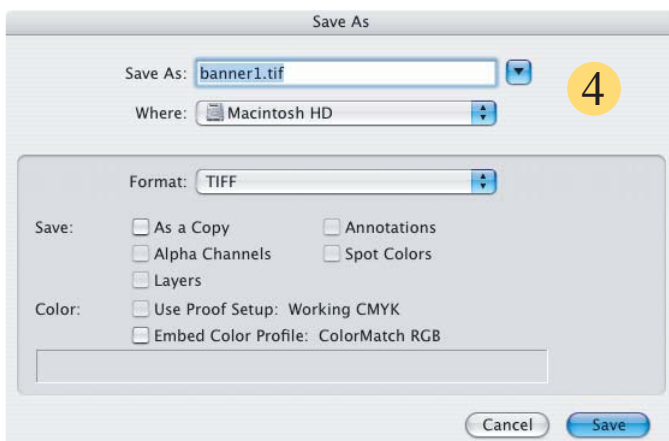 Save As
Save As: banner1.tif
4
Where: Macintosh HD
Format: TIFF
Save: As a Copy Annotations
Alpha Channels Spot Colors
Layers
Color: Use Proof Setup: Working CMYK
Embed Color Profile: ColorMatch RGB
Cancel Save